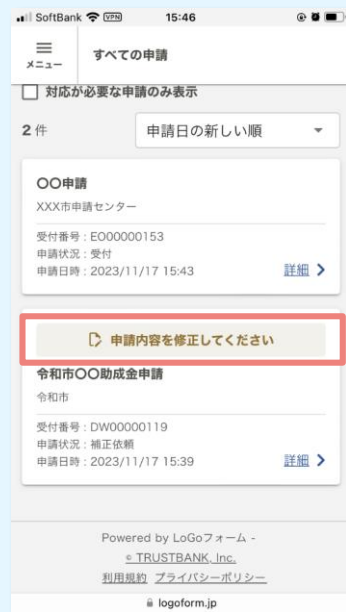 SoftBank VPN 15:46
メニュー
すべての申請
対応が必要な申請のみ表示
2 件
申請日の新しい順
〇〇申請
XXX市申請センター
受付番号 : EO00000153
申請状況 : 受付
申請日時 : 2023/11/17 15:43
詳細
申請内容を修正してください
令和市〇〇助成金申請
令和市
受付番号 : DW00000119
申請状況 : 補正依頼
申請日時 : 2023/11/17 15:39
詳細
Powered by LoGoフォーム -
© TRUSTBANK, Inc.
利用規約 プライバシーポリシー
logoform.jp